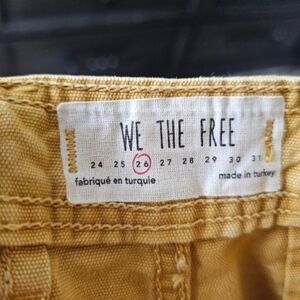 WE THE FREE
24 25 26 27 28 29 30 31
fabriqué en turquie made in turkey